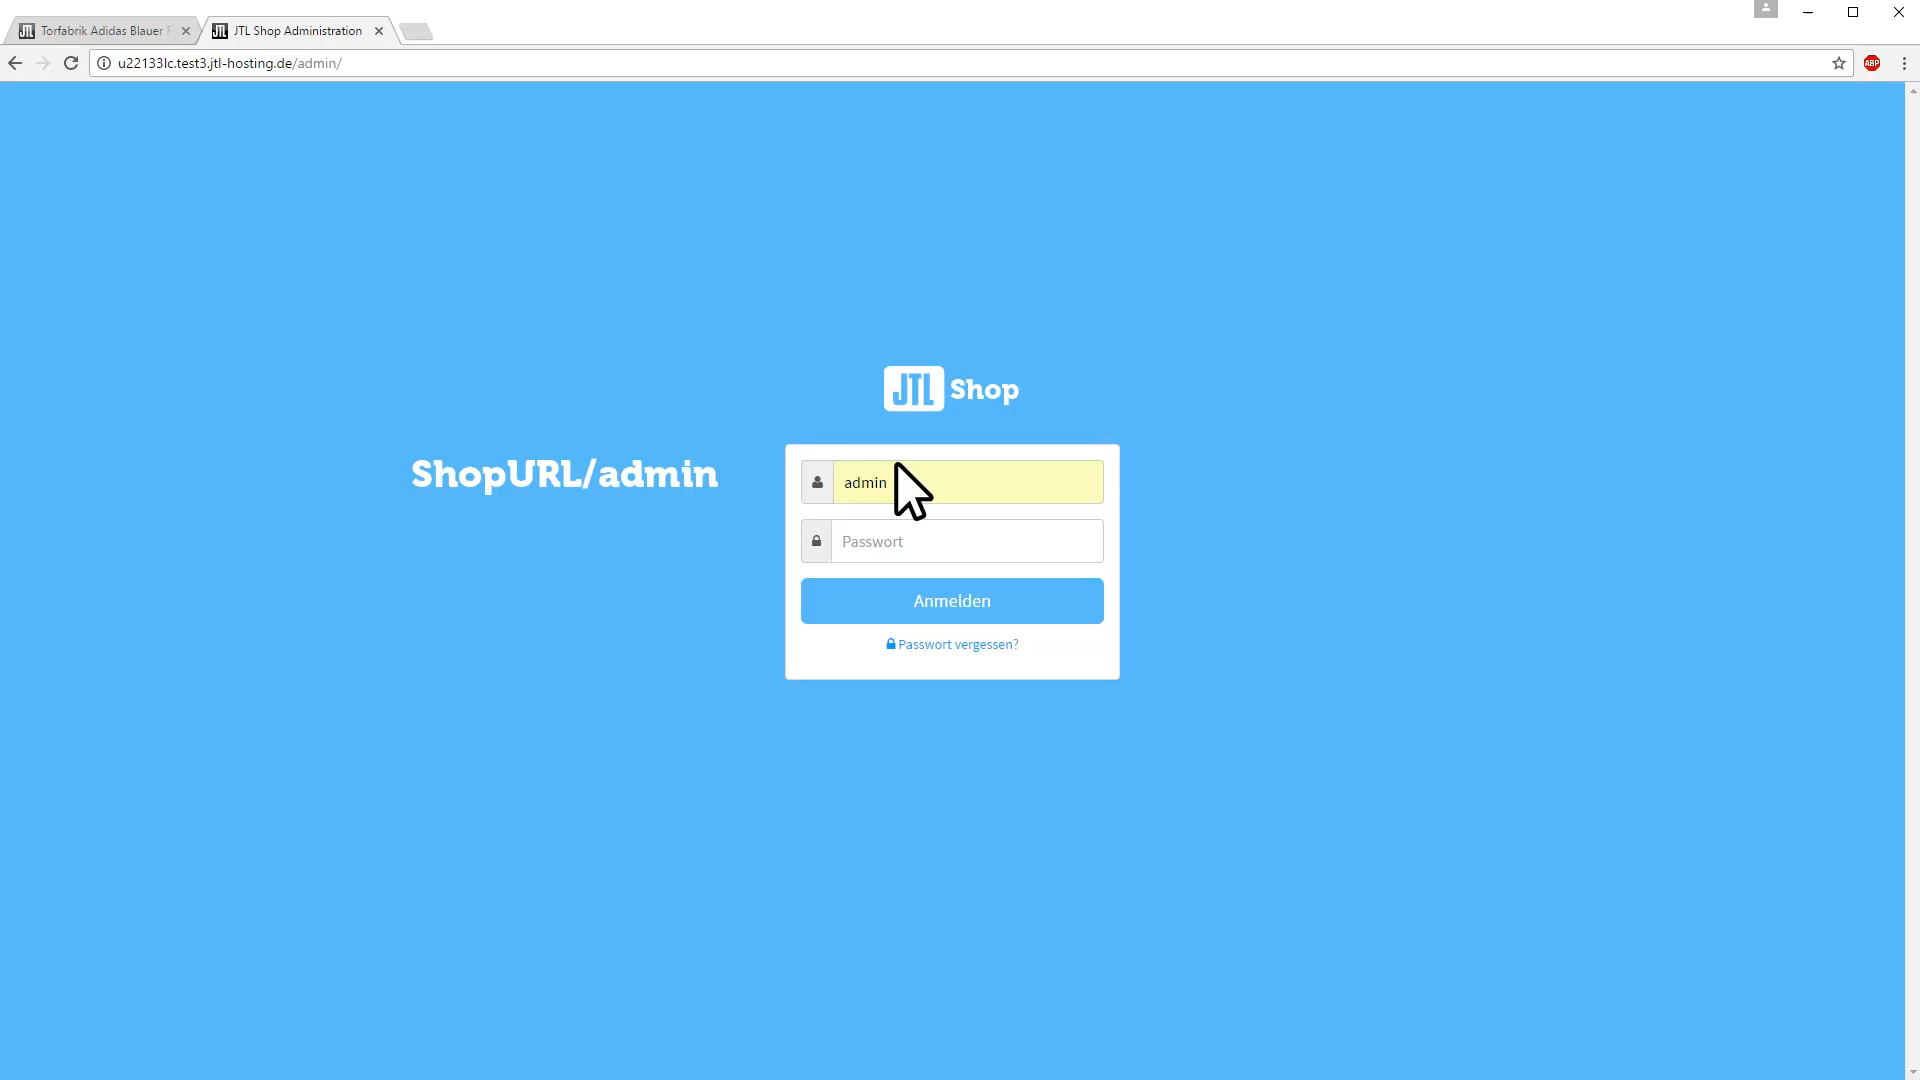 Torfabrik Adidas Blauer
JTL Shop Administration
u22133lc.test3.jtl-hosting.de/admin/
ABP
JTL Shop
ShopURL/admin
admin
Passwort
Anmelden
Passwort vergessen?